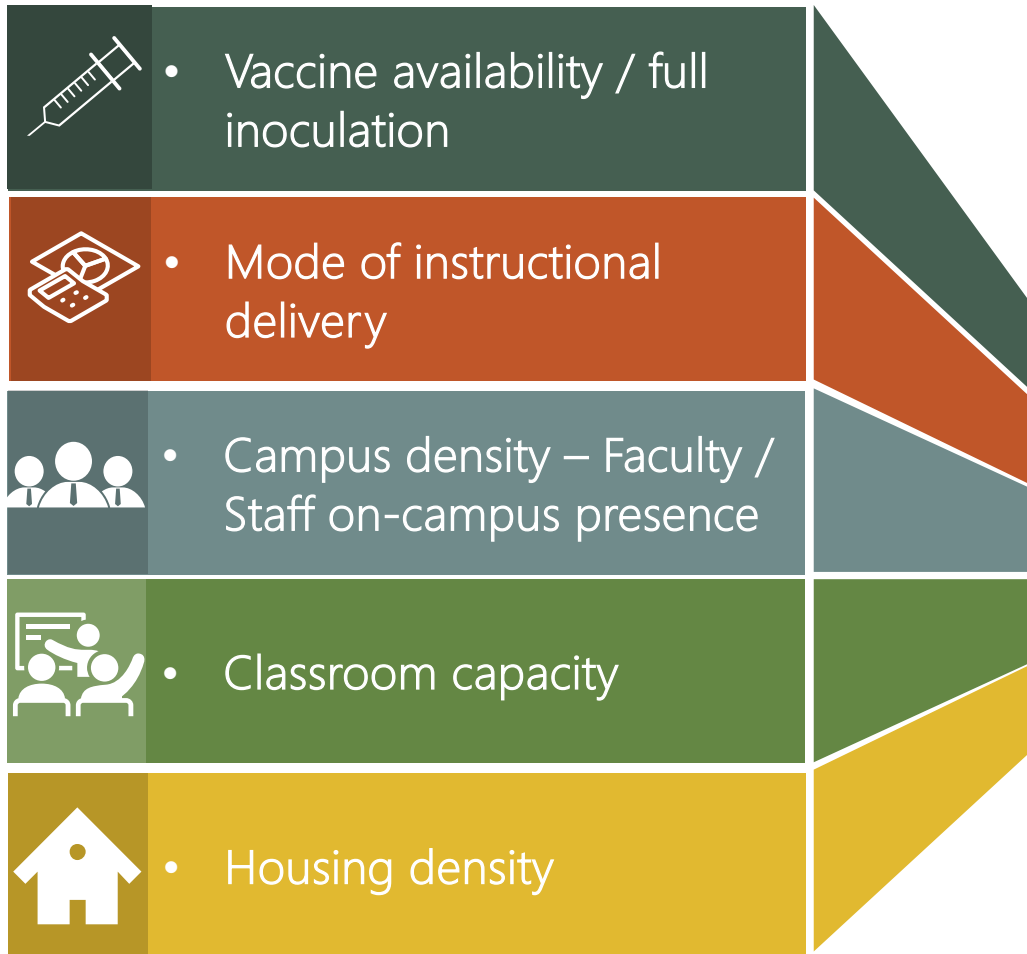 • Vaccine availability / full
inoculation
• Mode of instructional
delivery
• Campus density – Faculty /
Staff on-campus presence
• Classroom capacity
• Housing density